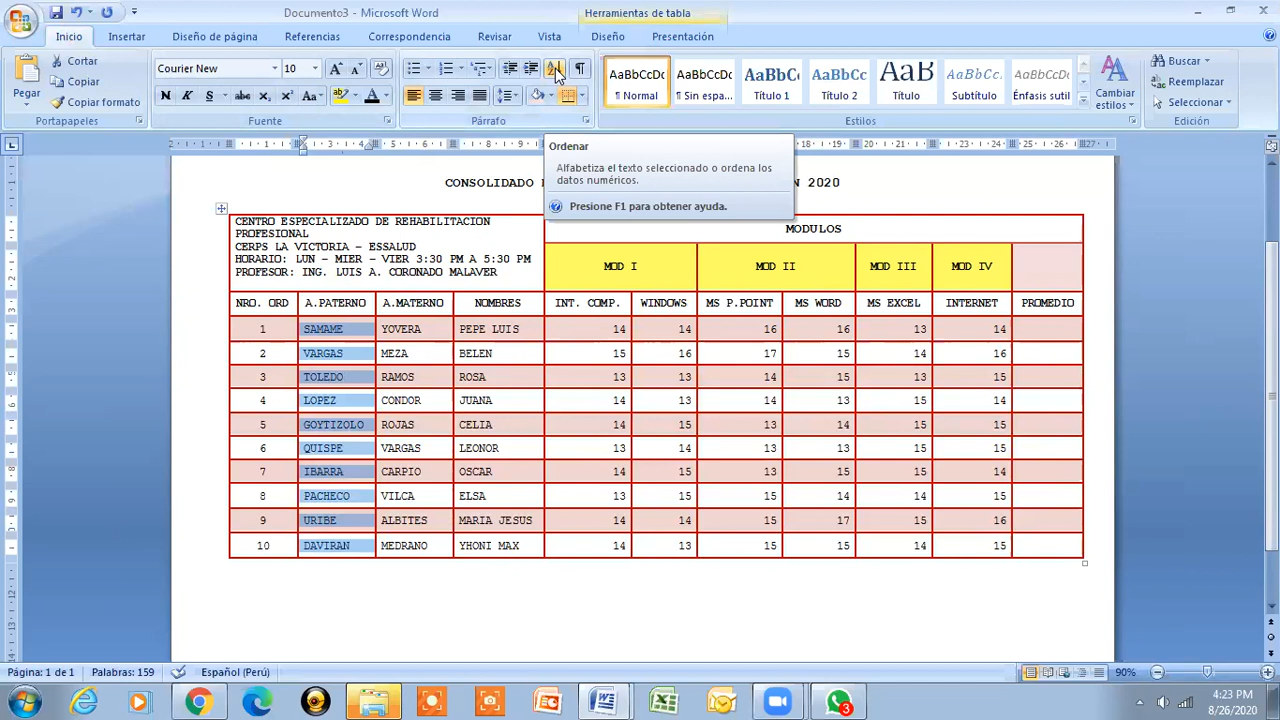 Documento3 - Microsoft Word
Herramientas de tabla
Inicio Insertar Diseño de página Referencias Correspondencia Revisar Vista Diseño Presentación
Pegar
Cortar
Copiar
Copiar formato
Portapapeles
Courier New 10
N K S abc x₂ x² Aa
Fuente
Párrafo
AaBbCcDc
¶ Normal
AaBbCcDc
¶ Sin espa...
AaBbCc
Título 1
AaBbCc
Título 2
AaBb
Título
AaBbCc
Subtítulo
AaBbCcDc
Énfasis sutil
Cambiar estilos
Estilos
Buscar
Reemplazar
Seleccionar
Edición
Ordenar
Alfabetiza el texto seleccionado o ordena los
datos numéricos.
Presione F1 para obtener ayuda.
CONSOLIDADO
N 2020
CENTRO ESPECIALIZADO DE REHABILITACION
PROFESIONAL
CERPS LA VICTORIA – ESSALUD
HORARIO: LUN – MIER – VIER 3:30 PM A 5:30 PM
PROFESOR: ING. LUIS A. CORONADO MALAVER
MODULOS
MOD I MOD II MOD III MOD IV
NRO. ORD A.PATERNO A.MATERNO NOMBRES INT. COMP. WINDOWS MS P.POINT MS WORD MS EXCEL INTERNET PROMEDIO
1 SAMAME YOVERA PEPE LUIS 14 14 16 16 13 14
2 VARGAS MEZA BELEN 15 16 17 15 14 16
3 TOLEDO RAMOS ROSA 13 13 14 15 13 15
4 LOPEZ CONDOR JUANA 14 13 14 13 15 14
5 GOYTIZOLO ROJAS CELIA 14 15 13 14 15 15
6 QUISPE VARGAS LEONOR 13 14 13 13 15 15
7 IBARRA CARPIO OSCAR 14 15 13 15 15 14
8 PACHECO VILCA ELSA 13 15 15 14 14 15
9 URIBE ALBITES MARIA JESUS 14 14 15 17 15 16
10 DAVIRAN MEDRANO YHONI MAX 14 13 15 15 14 15
Página: 1 de 1 Palabras: 159 Español (Perú) 90%
3
4:23 PM
8/26/2020